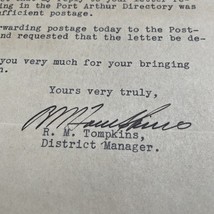 ing in the Port Arthur Directory was
ufficient postage.
rwarding postage today to the Post-
and requested that the letter be de-
ou very much for your bringing
n.
Yours very truly,
R M Tompkins
R. M. Tompkins,
District Manager.